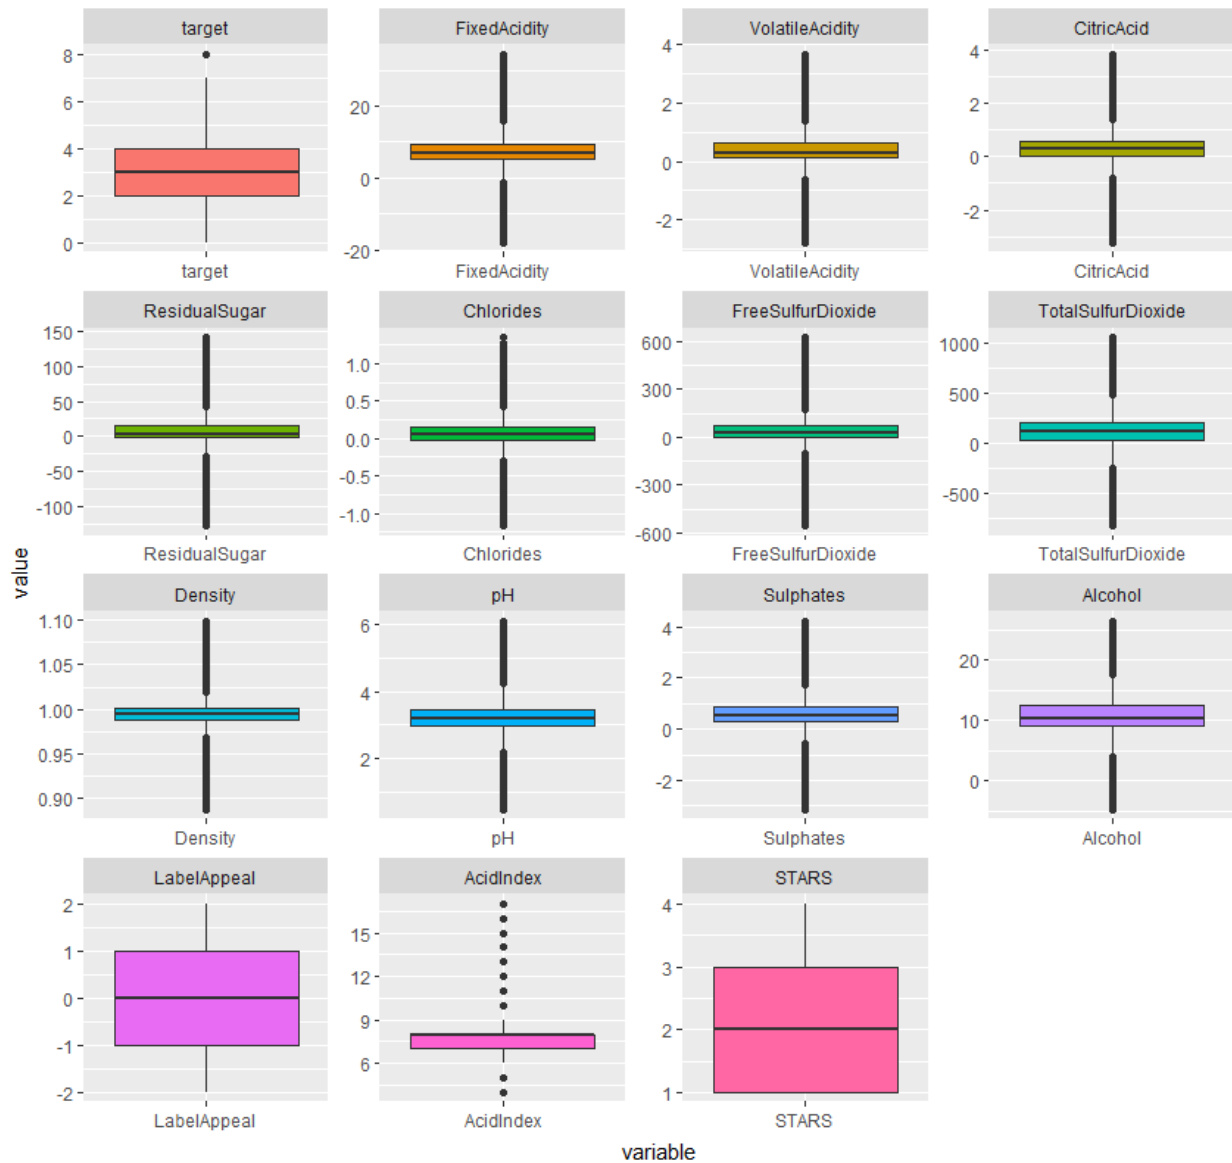 target FixedAcidity VolatileAcidity CitricAcid
8 6 4 2 0
20 0 -20
4 2 0 -2
4 2 0 -2
target FixedAcidity VolatileAcidity CitricAcid
ResidualSugar Chlorides FreeSulfurDioxide TotalSulfurDioxide
150 100 50 0 -50 -100
1.0 0.5 0.0 -0.5 -1.0
600 300 0 -300 -600
1000 500 0 -500
ResidualSugar Chlorides FreeSulfurDioxide TotalSulfurDioxide
value
Density pH Sulphates Alcohol
1.10 1.05 1.00 0.95 0.90
6 4 2
4 2 0 -2
20 10 0
Density pH Sulphates Alcohol
LabelAppeal AcidIndex STARS
2 1 0 -1 -2
15 12 9 6
4 3 2 1
LabelAppeal AcidIndex STARS
variable